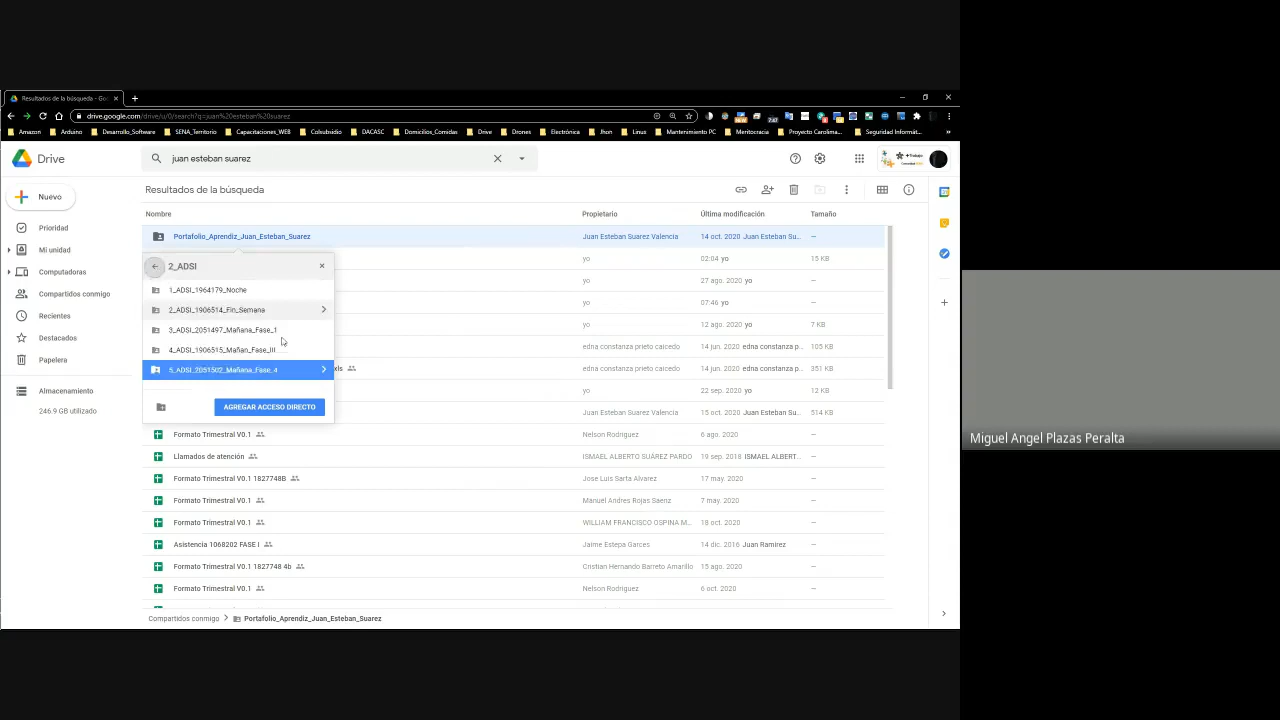 Resultados de la búsqueda - Goo
drive.google.com/drive/u/0/search?q=juan%20esteban%20suarez
Amazon Arduino Desarrollo_Software SENA_Territorio Capacitaciones_WEB Colsubsidio DACASC Domicilios_Comidas Drive Drones Electrónica Jhon Linux Mantenimiento PC Meritocracia Proyecto Carolima... Seguridad Informát... »
Drive
juan esteban suarez
Nuevo
Resultados de la búsqueda
Nombre Propietario Última modificación Tamaño
Prioridad
Mi unidad
Computadoras
Compartidos conmigo
Recientes
Destacados
Papelera
Almacenamiento
246.9 GB utilizado
Portafolio_Aprendiz_Juan_Esteban_Suarez Juan Esteban Suarez Valencia 14 oct. 2020 Juan Esteban Su... —
yo 02:04 yo 15 KB
yo 27 ago. 2020 yo —
yo 07:46 yo —
yo 12 ago. 2020 yo 7 KB
edna constanza prieto caicedo 14 jun. 2020 edna constanza p... 105 KB
xls edna constanza prieto caicedo 14 jun. 2020 edna constanza p... 351 KB
yo 22 sep. 2020 yo 12 KB
Juan Esteban Suarez Valencia 15 oct. 2020 Juan Esteban Su... 514 KB
2_ADSI
1_ADSI_1964179_Noche
2_ADSI_1906514_Fin_Semana
3_ADSI_2051497_Mañana_Fase_1
4_ADSI_1906515_Mañan_Fase_III
5_ADSI_2051502_Mañana_Fase_4
AGREGAR ACCESO DIRECTO
Formato Trimestral V0.1 Nelson Rodriguez 6 ago. 2020 —
Llamados de atención ISMAEL ALBERTO SUÁREZ PARDO 19 sep. 2018 ISMAEL ALBERT... —
Formato Trimestral V0.1 1827748B Jose Luis Sarta Alvarez 17 may. 2020 —
Formato Trimestral V0.1 Manuel Andres Rojas Saenz 7 may. 2020 —
Formato Trimestral V0.1 WILLIAM FRANCISCO OSPINA M... 18 oct. 2020 —
Asistencia 1068202 FASE I Jaime Estepa Garces 14 dic. 2016 Juan Ramirez —
Formato Trimestral V0.1 1827748 4b Cristian Hernando Barreto Amarillo 15 ago. 2020 —
Formato Trimestral V0.1 Nelson Rodriguez 6 oct. 2020 —
Compartidos conmigo Portafolio_Aprendiz_Juan_Esteban_Suarez
Miguel Angel Plazas Peralta